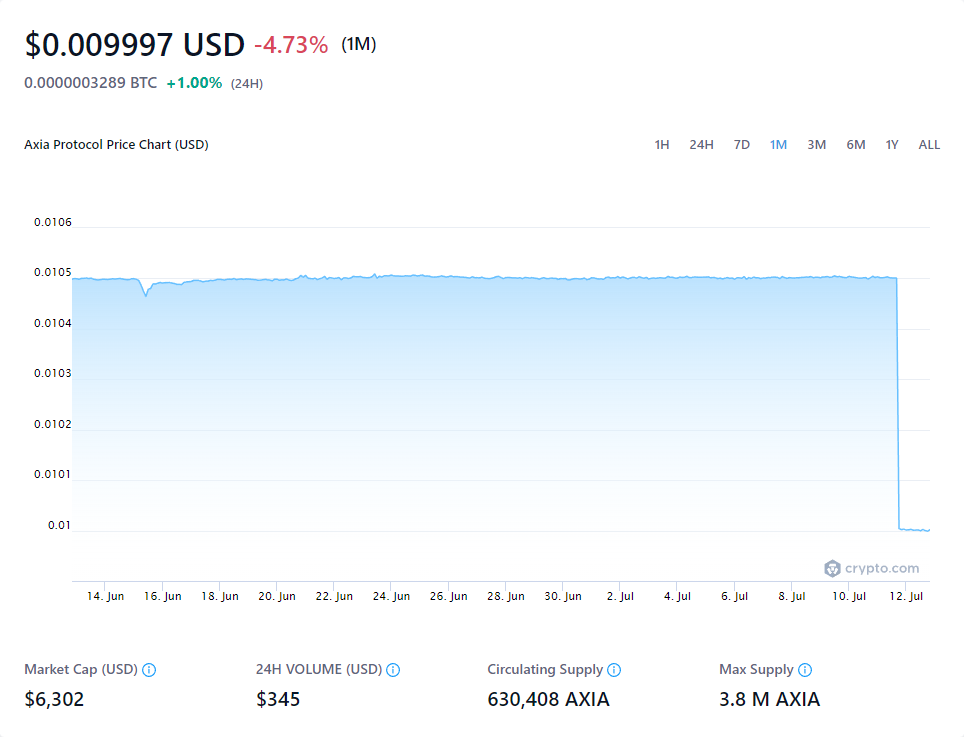 $0.009997 USD -4.73% (1M)
0.0000003289 BTC +1.00% (24H)
Axia Protocol Price Chart (USD) 1H 24H 7D 1M 3M 6M 1Y ALL
0.0106
0.0105
0.0104
0.0103
0.0102
0.0101
0.01
crypto.com
14. Jun 16. Jun 18. Jun 20. Jun 22. Jun 24. Jun 26. Jun 28. Jun 30. Jun 2. Jul 4. Jul 6. Jul 8. Jul 10. Jul 12. Jul
Market Cap (USD) 24H VOLUME (USD) Circulating Supply Max Supply
$6,302 $345 630,408 AXIA 3.8 M AXIA